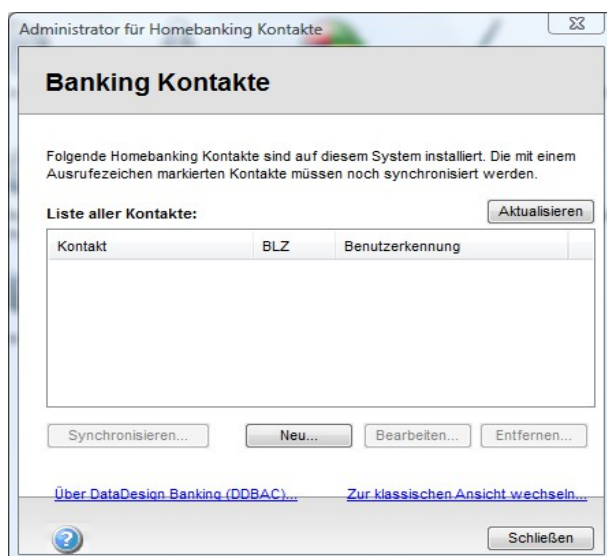 Administrator für Homebanking Kontakte
Banking Kontakte
Folgende Homebanking Kontakte sind auf diesem System installiert. Die mit einem
Ausrufezeichen markierten Kontakte müssen noch synchronisiert werden.
Liste aller Kontakte:
Aktualisieren
Kontakt BLZ Benutzerkennung
Synchronisieren... Neu... Bearbeiten... Entfernen...
Über DataDesign Banking (DDBAC)... Zur klassischen Ansicht wechseln...
Schließen